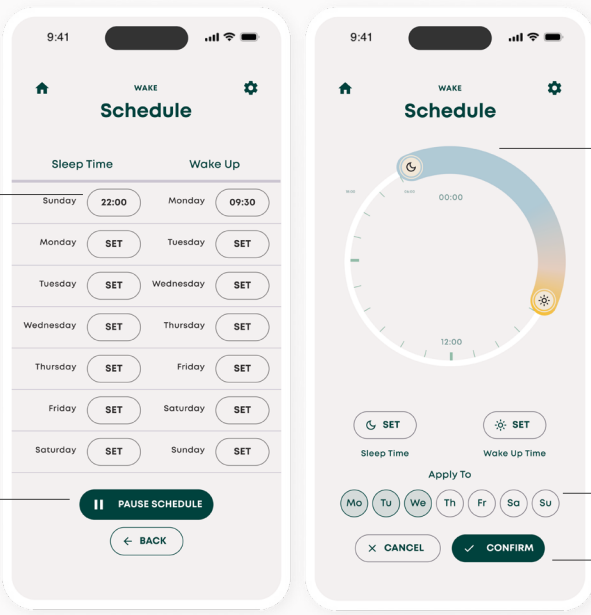 9:41
WAKE
Schedule
Sleep Time Wake Up
Sunday 22:00 Monday 09:30
Monday SET Tuesday SET
Tuesday SET Wednesday SET
Wednesday SET Thursday SET
Thursday SET Friday SET
Friday SET Saturday SET
Saturday SET Sunday SET
PAUSE SCHEDULE
← BACK
9:41
WAKE
Schedule
00:00
12:00
SET SET
Sleep Time Wake Up Time
Apply To
Mo Tu We Th Fr Sa Su
CANCEL CONFIRM